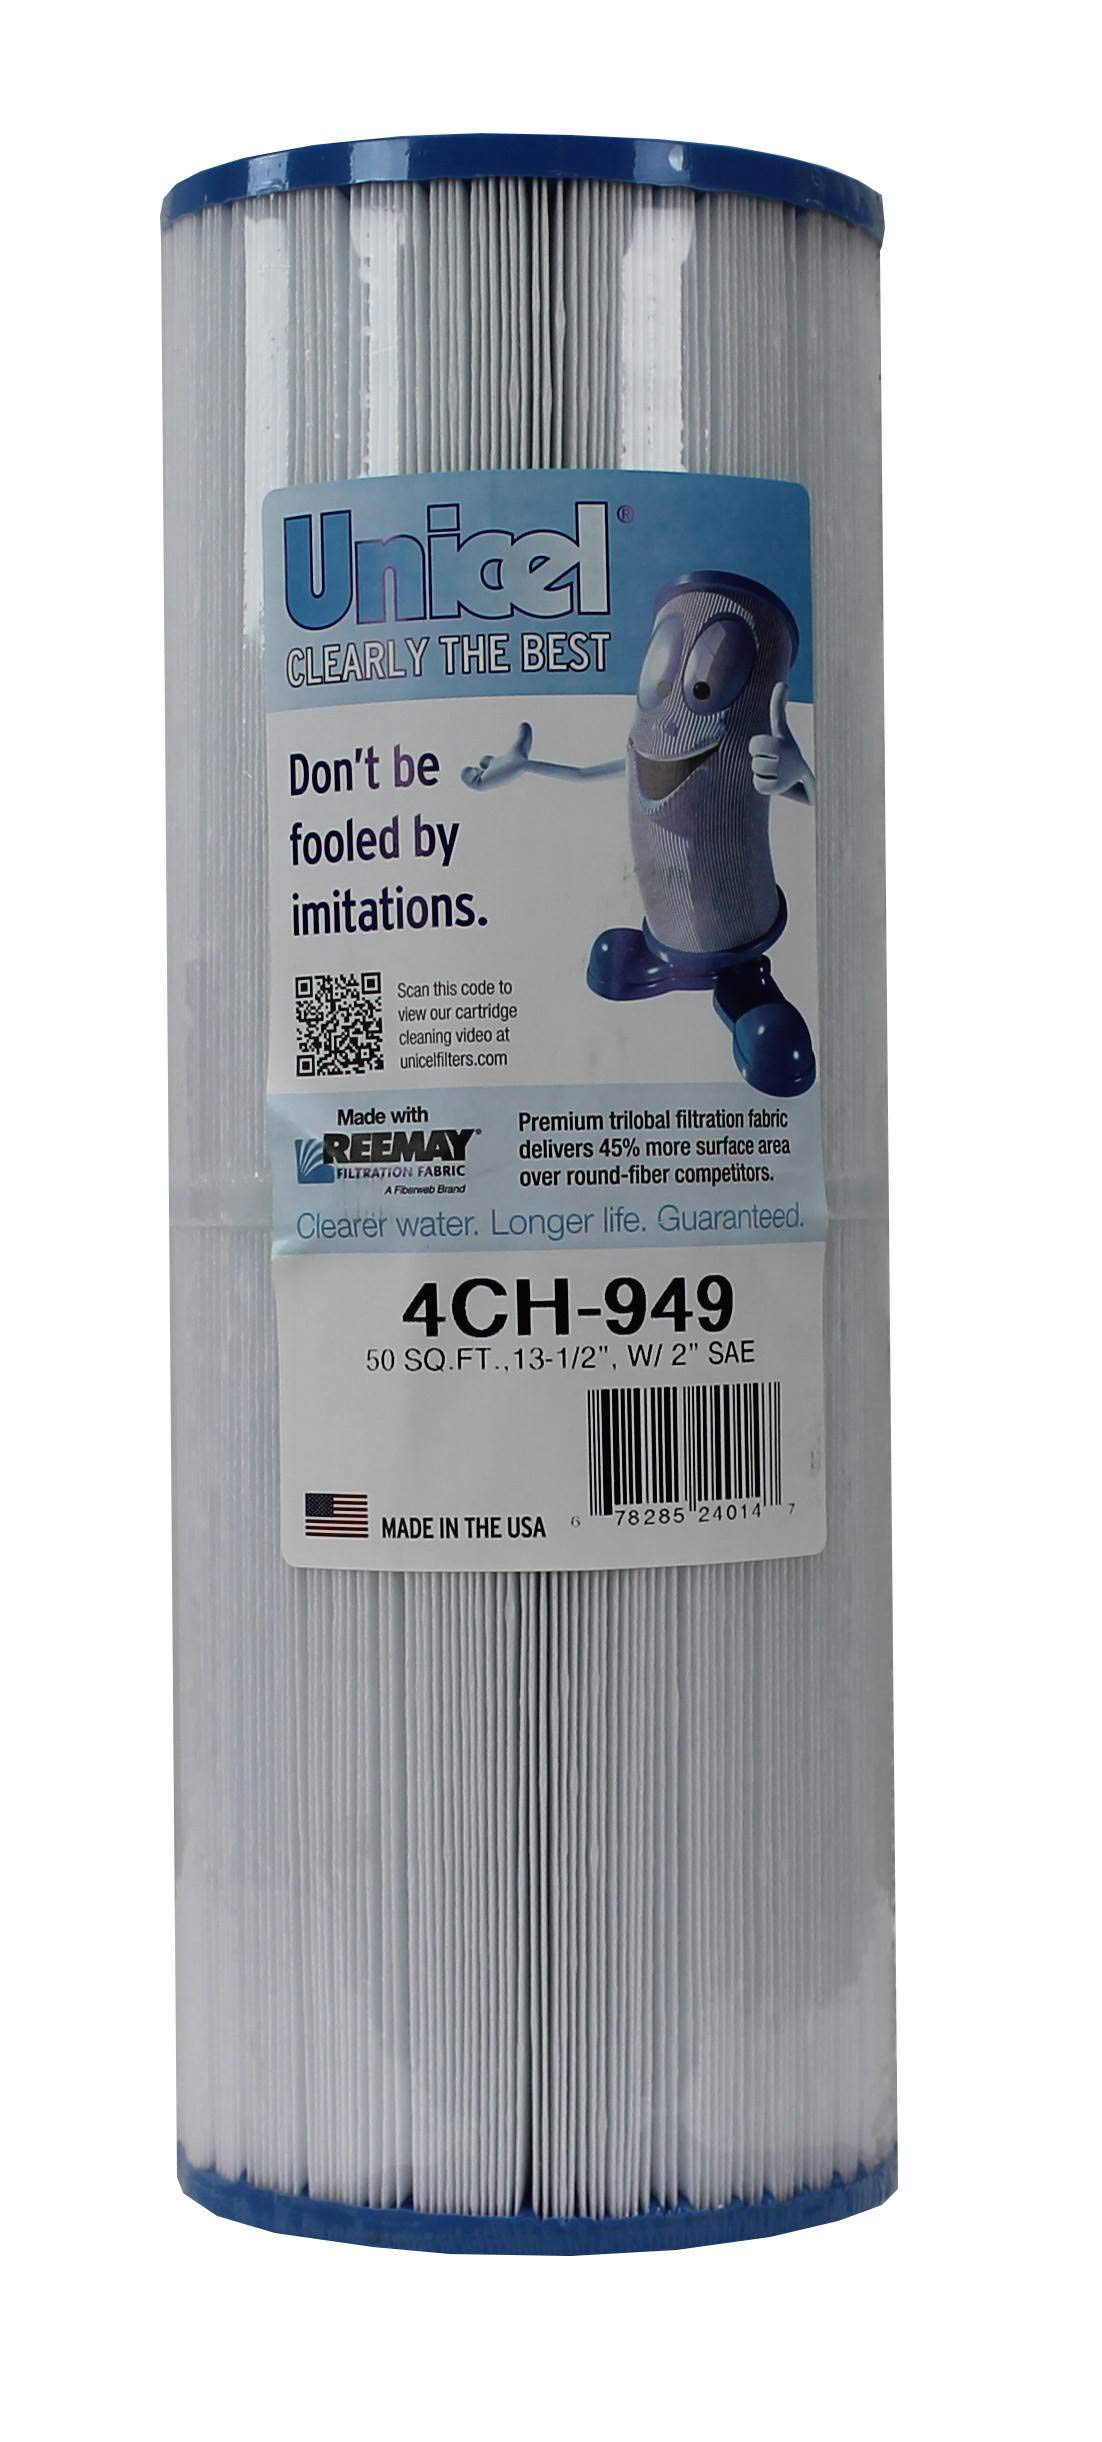 Unicel®
CLEARLY THE BEST
Don't be
fooled by
imitations.
Scan this code to
view our cartridge
cleaning video at
unicelfilters.com
Made with
REEMAY®
FILTRATION FABRIC
A Fiberweb Brand
Premium trilobal filtration fabric
delivers 45% more surface area
over round-fiber competitors.
Clearer water. Longer life. Guaranteed.
4CH-949
50 SQ.FT.,13-1/2", W/ 2" SAE
MADE IN THE USA
6 78285 24014 7